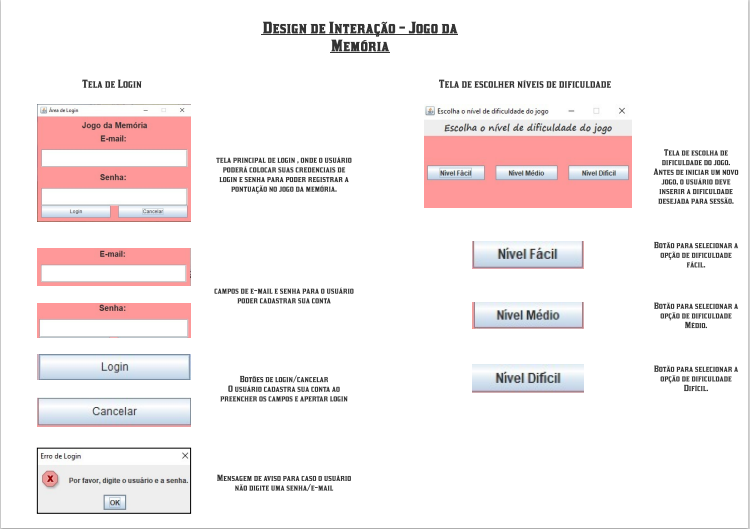 Design de Interação - Jogo da
Memória
Tela de Login
Área de Login
Jogo da Memória
E-mail:
Senha:
Login
Cancelar
tela principal de login , onde o usuário
poderá colocar suas credenciais de
login e senha para poder registrar a
pontuação no jogo da memória.
E-mail:
Senha:
campos de e-mail e senha para o usuário
poder cadastrar sua conta
Login
Cancelar
Botões de login/cancelar
O usuário cadastra sua conta ao
preencher os campos e apertar login
Erro de Login
X
Por favor, digite o usuário e a senha.
OK
Mensagem de aviso para caso o usuário
não digite uma senha/e-mail
Tela de escolher níveis de dificuldade
Escolha o nível de dificuldade do jogo
Escolha o nível de dificuldade do jogo
Nível Fácil
Nível Médio
Nível Difícil
Tela de escolha de
dificuldade do jogo.
Antes de iniciar um novo
jogo, o usuário deve
inserir a dificuldade
desejada para sessão.
Nível Fácil
Botão para selecionar a
opção de dificuldade
fácil.
Nível Médio
Botão para selecionar a
opção de dificuldade
Médio.
Nível Difícil
Botão para selecionar a
opção de dificuldade
Difícil.